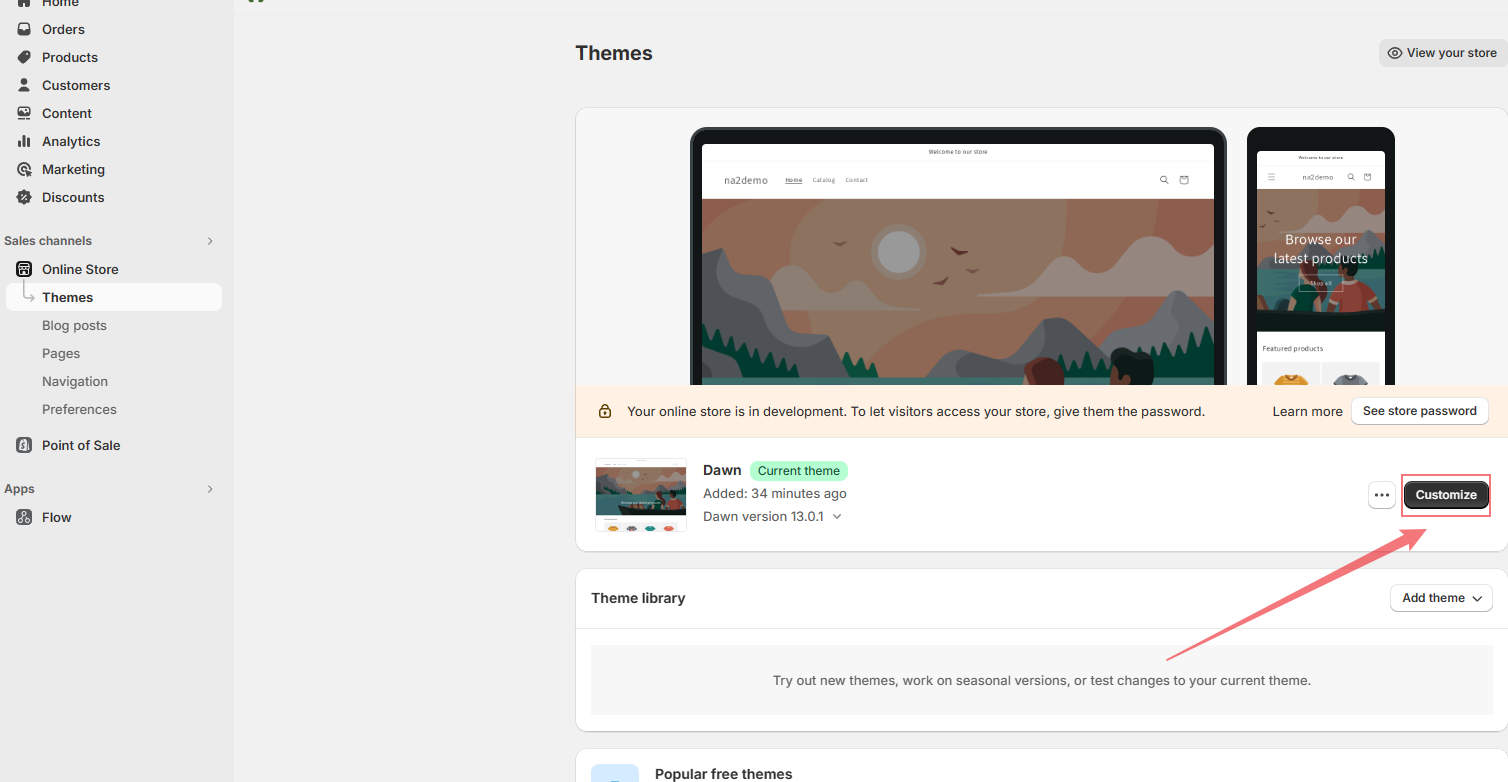 Home
Orders
Products
Customers
Content
Analytics
Marketing
Discounts
Sales channels
Online Store
Themes
Blog posts
Pages
Navigation
Preferences
Point of Sale
Apps
Flow
Themes
View your store
Welcome to our store
na2demo Home Catalog Contact
Welcome to our store
na2demo
Browse our
latest products
Shop all
Featured products
Your online store is in development. To let visitors access your store, give them the password.
Learn more
See store password
Dawn
Current theme
Added: 34 minutes ago
Dawn version 13.0.1
Customize
Theme library
Add theme
Try out new themes, work on seasonal versions, or test changes to your current theme.
Popular free themes